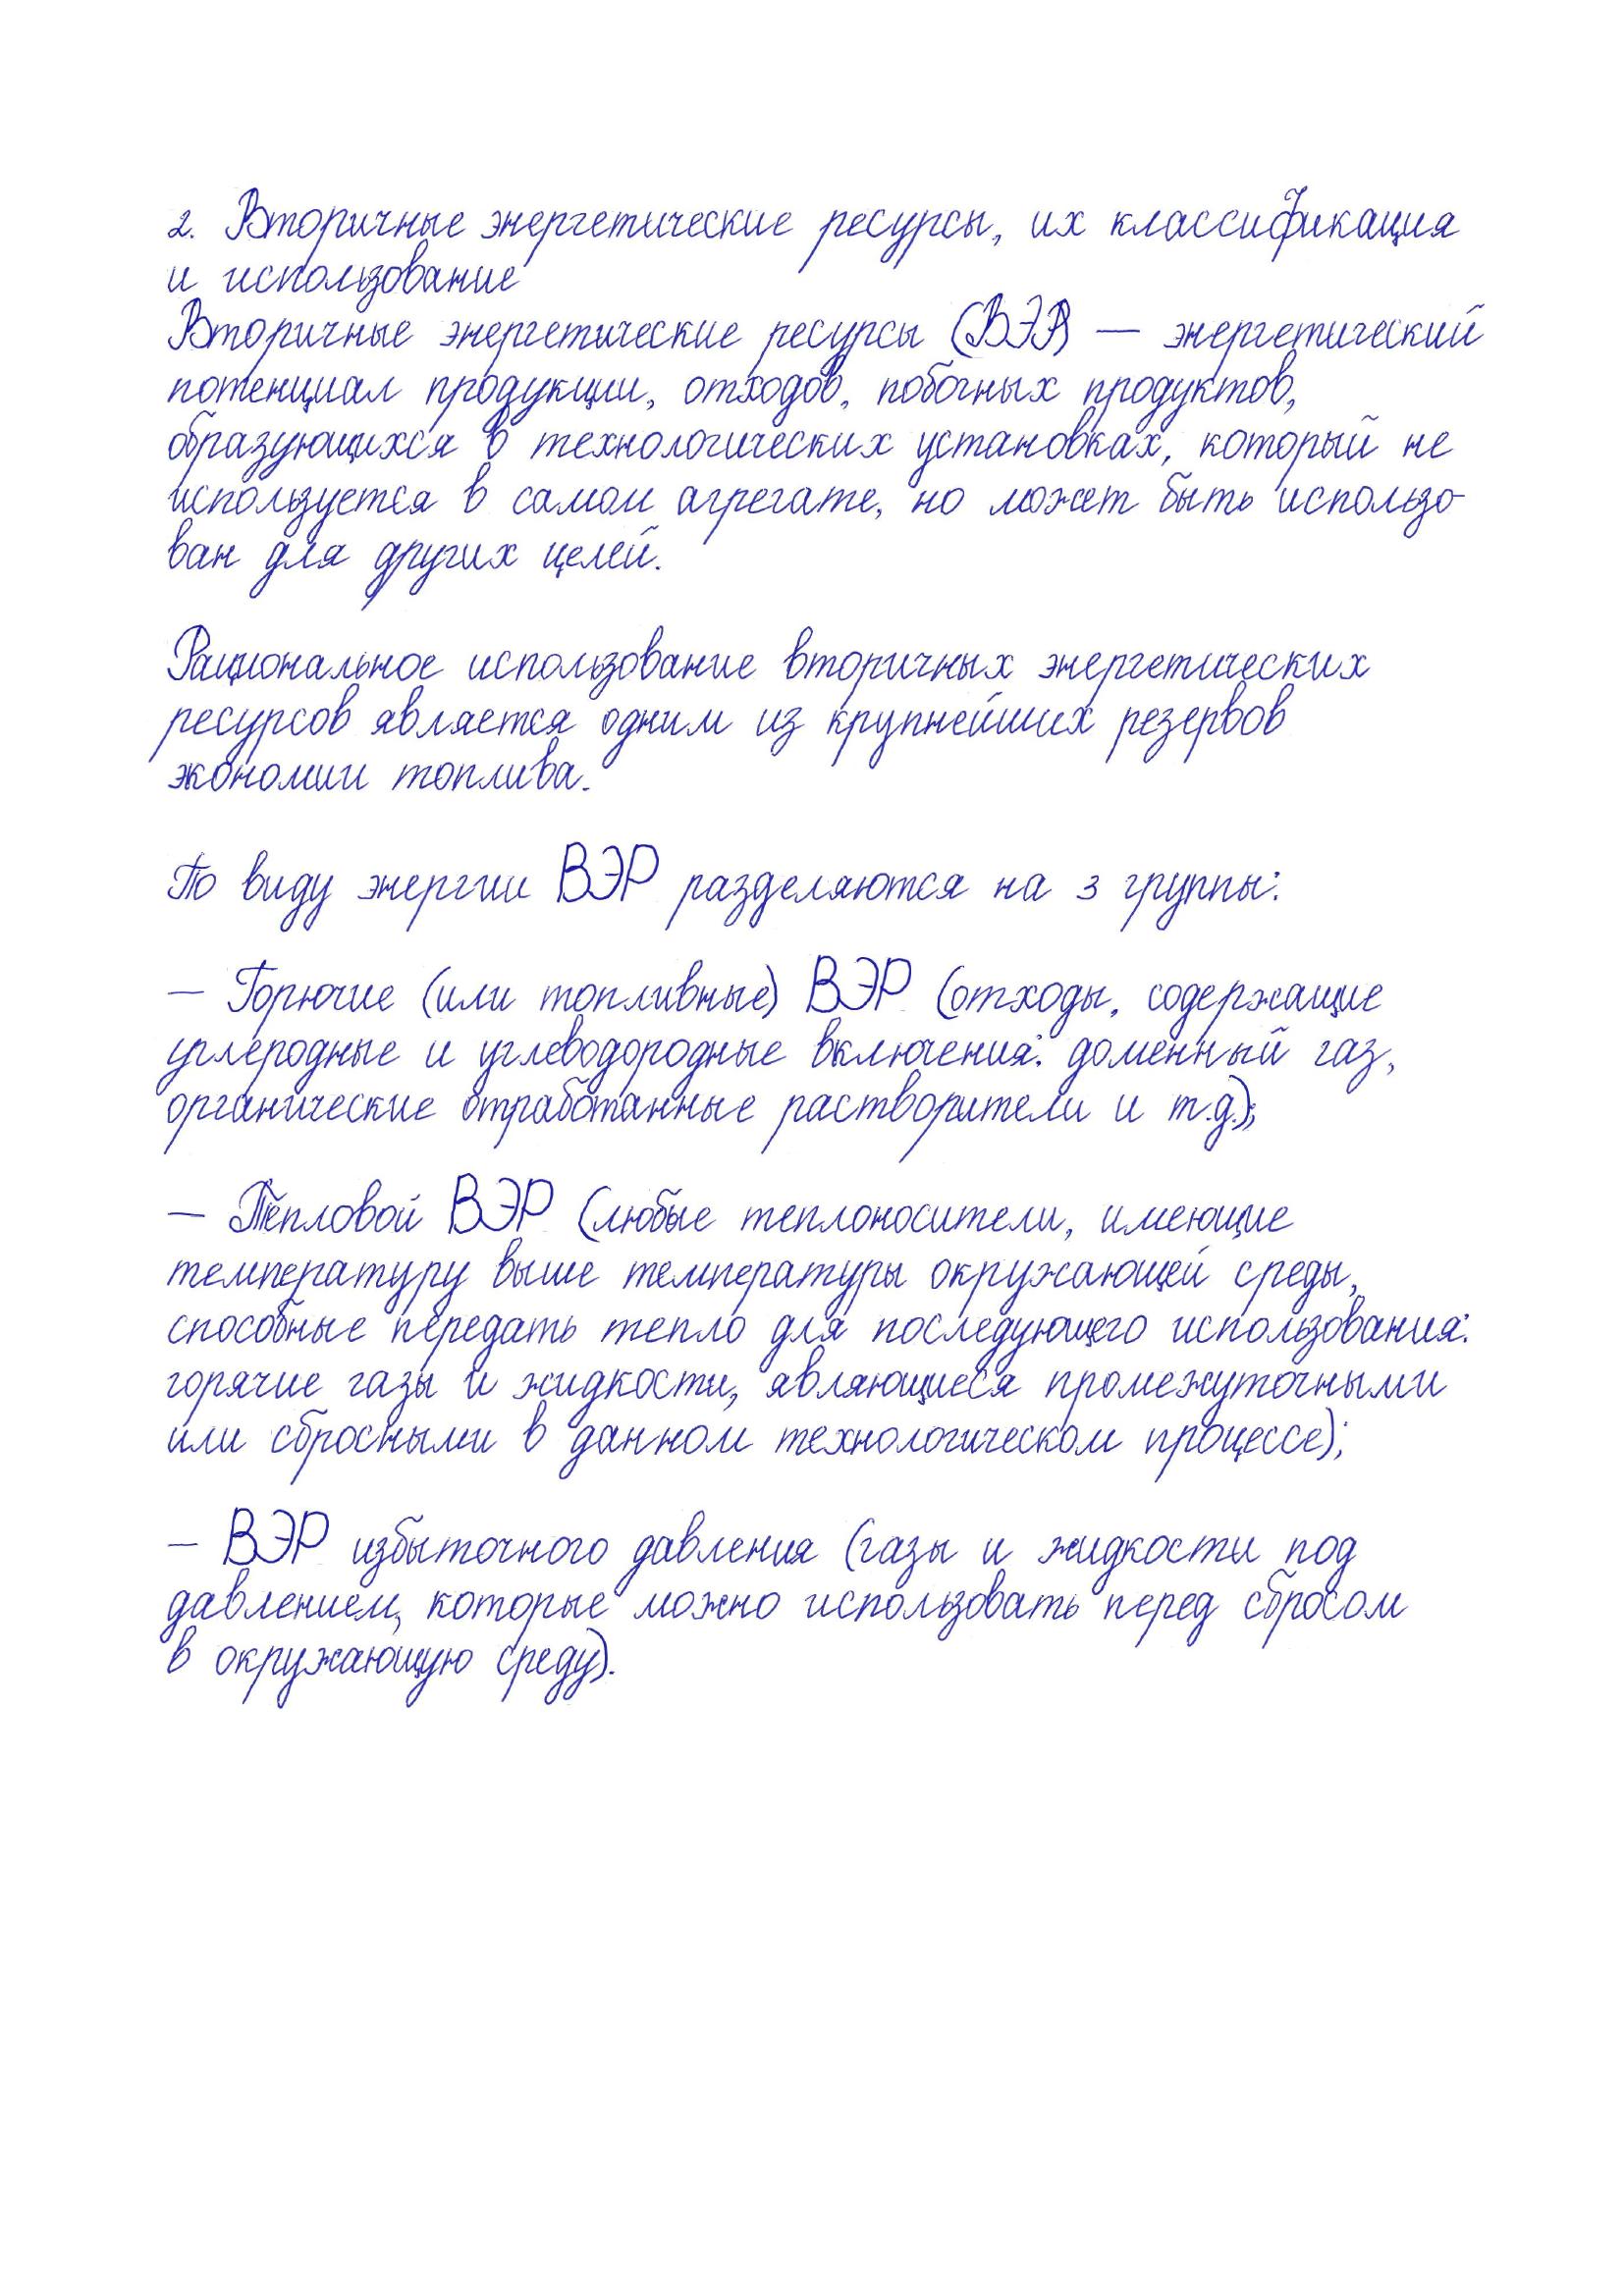 2. Вторичные энергетические ресурсы, их классификация
и использование
Вторичные энергетические ресурсы (ВЭР) — энергетический
потенциал продукции, отходов, побочных продуктов,
образующихся в технологических установках, который не
используется в самом агрегате, но может быть использо-
ван для других целей.
Рациональное использование вторичных энергетических
ресурсов является одним из крупнейших резервов
экономии топлива.
По виду энергии ВЭР разделяются на 3 группы:
— Горючие (или топливные) ВЭР (отходы, содержащие
углеродные и углеводородные включения: доменный газ,
органические отработанные растворители и т.д.);
— Тепловой ВЭР (любые теплоносители, имеющие
температуру выше температуры окружающей среды,
способные передать тепло для последующего использования:
горячие газы и жидкости, являющиеся промежуточными
или сбросными в данном технологическом процессе);
— ВЭР избыточного давления (газы и жидкости под
давлением, которые можно использовать перед сбросом
в окружающую среду).